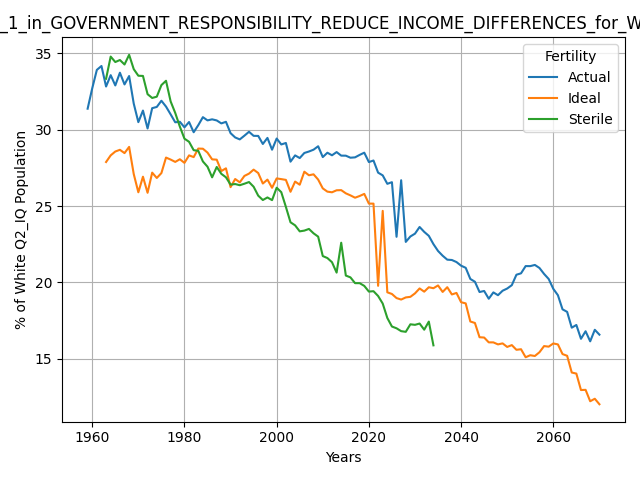 _1_in_GOVERNMENT_RESPONSIBILITY_REDUCE_INCOME_DIFFERENCES_for_W
Fertility
Actual
Ideal
Sterile
% of White Q2_IQ Population
35
30
25
20
15
1960
1980
2000
2020
2040
2060
Years